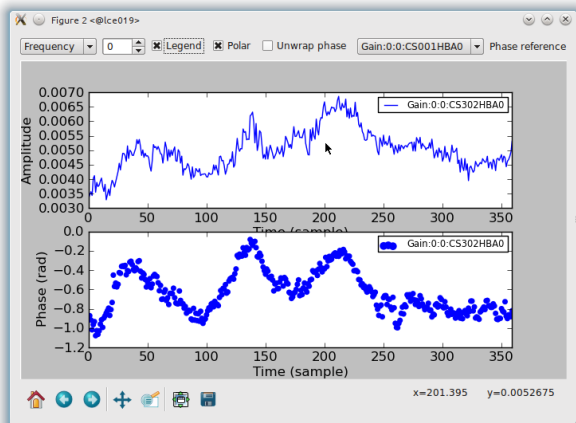 Figure 2 <@lce019>
Frequency 0 Legend Polar Unwrap phase Gain:0:0:CS001HBA0 Phase reference
Amplitude
0.0070
0.0065
0.0060
0.0055
0.0050
0.0045
0.0040
0.0035
0.0030
Gain:0:0:CS302HBA0
0 50 100 150 200 250 300 350
Time (sample)
Phase (rad)
0.0
−0.2
−0.4
−0.6
−0.8
−1.0
−1.2
Gain:0:0:CS302HBA0
0 50 100 150 200 250 300 350
Time (sample)
x=201.395 y=0.0052675